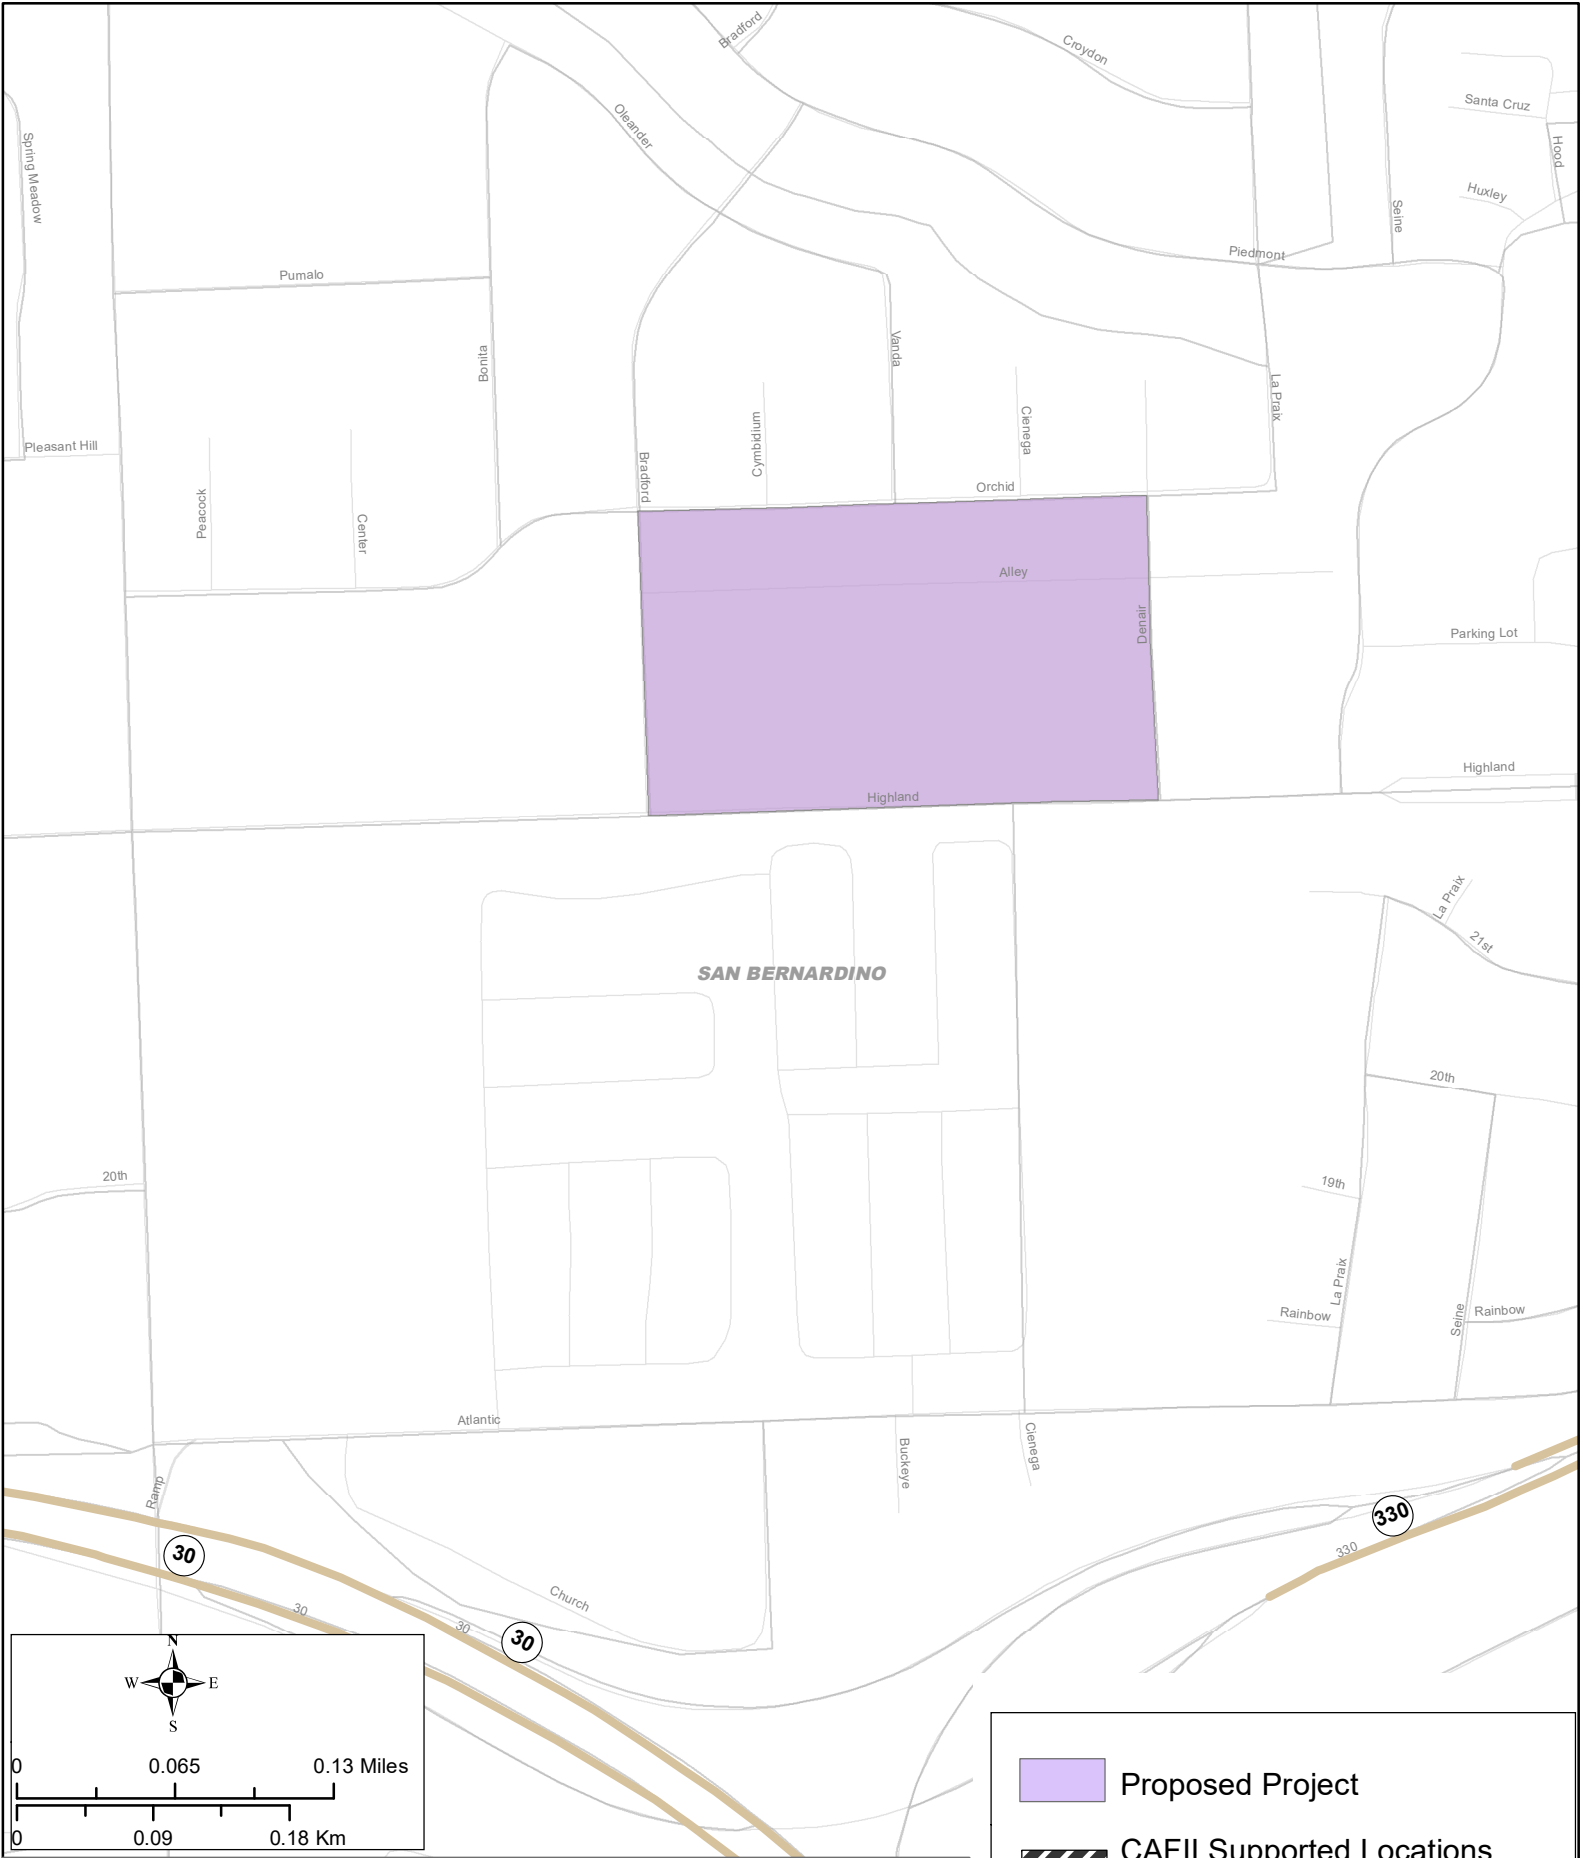 Bradford
Croydon
Santa Cruz
Oleander
Hood
Spring Meadow
Huxley
Seine
Piedmont
Pumalo
Bonita
Vanda
La Praix
Cymbidium
Cienega
Pleasant Hill
Bradford
Orchid
Peacock
Center
Alley
Denair
Parking Lot
Highland
Highland
La Praix
21st
SAN BERNARDINO
20th
20th
19th
La Praix
Rainbow
Rainbow
Seine
Atlantic
Buckeye
Cienega
Ramp
330
330
30
30
Church
30
30
N
W E
S
0 0.065 0.13 Miles
0 0.09 0.18 Km
Proposed Project
CAFII Supported Locations